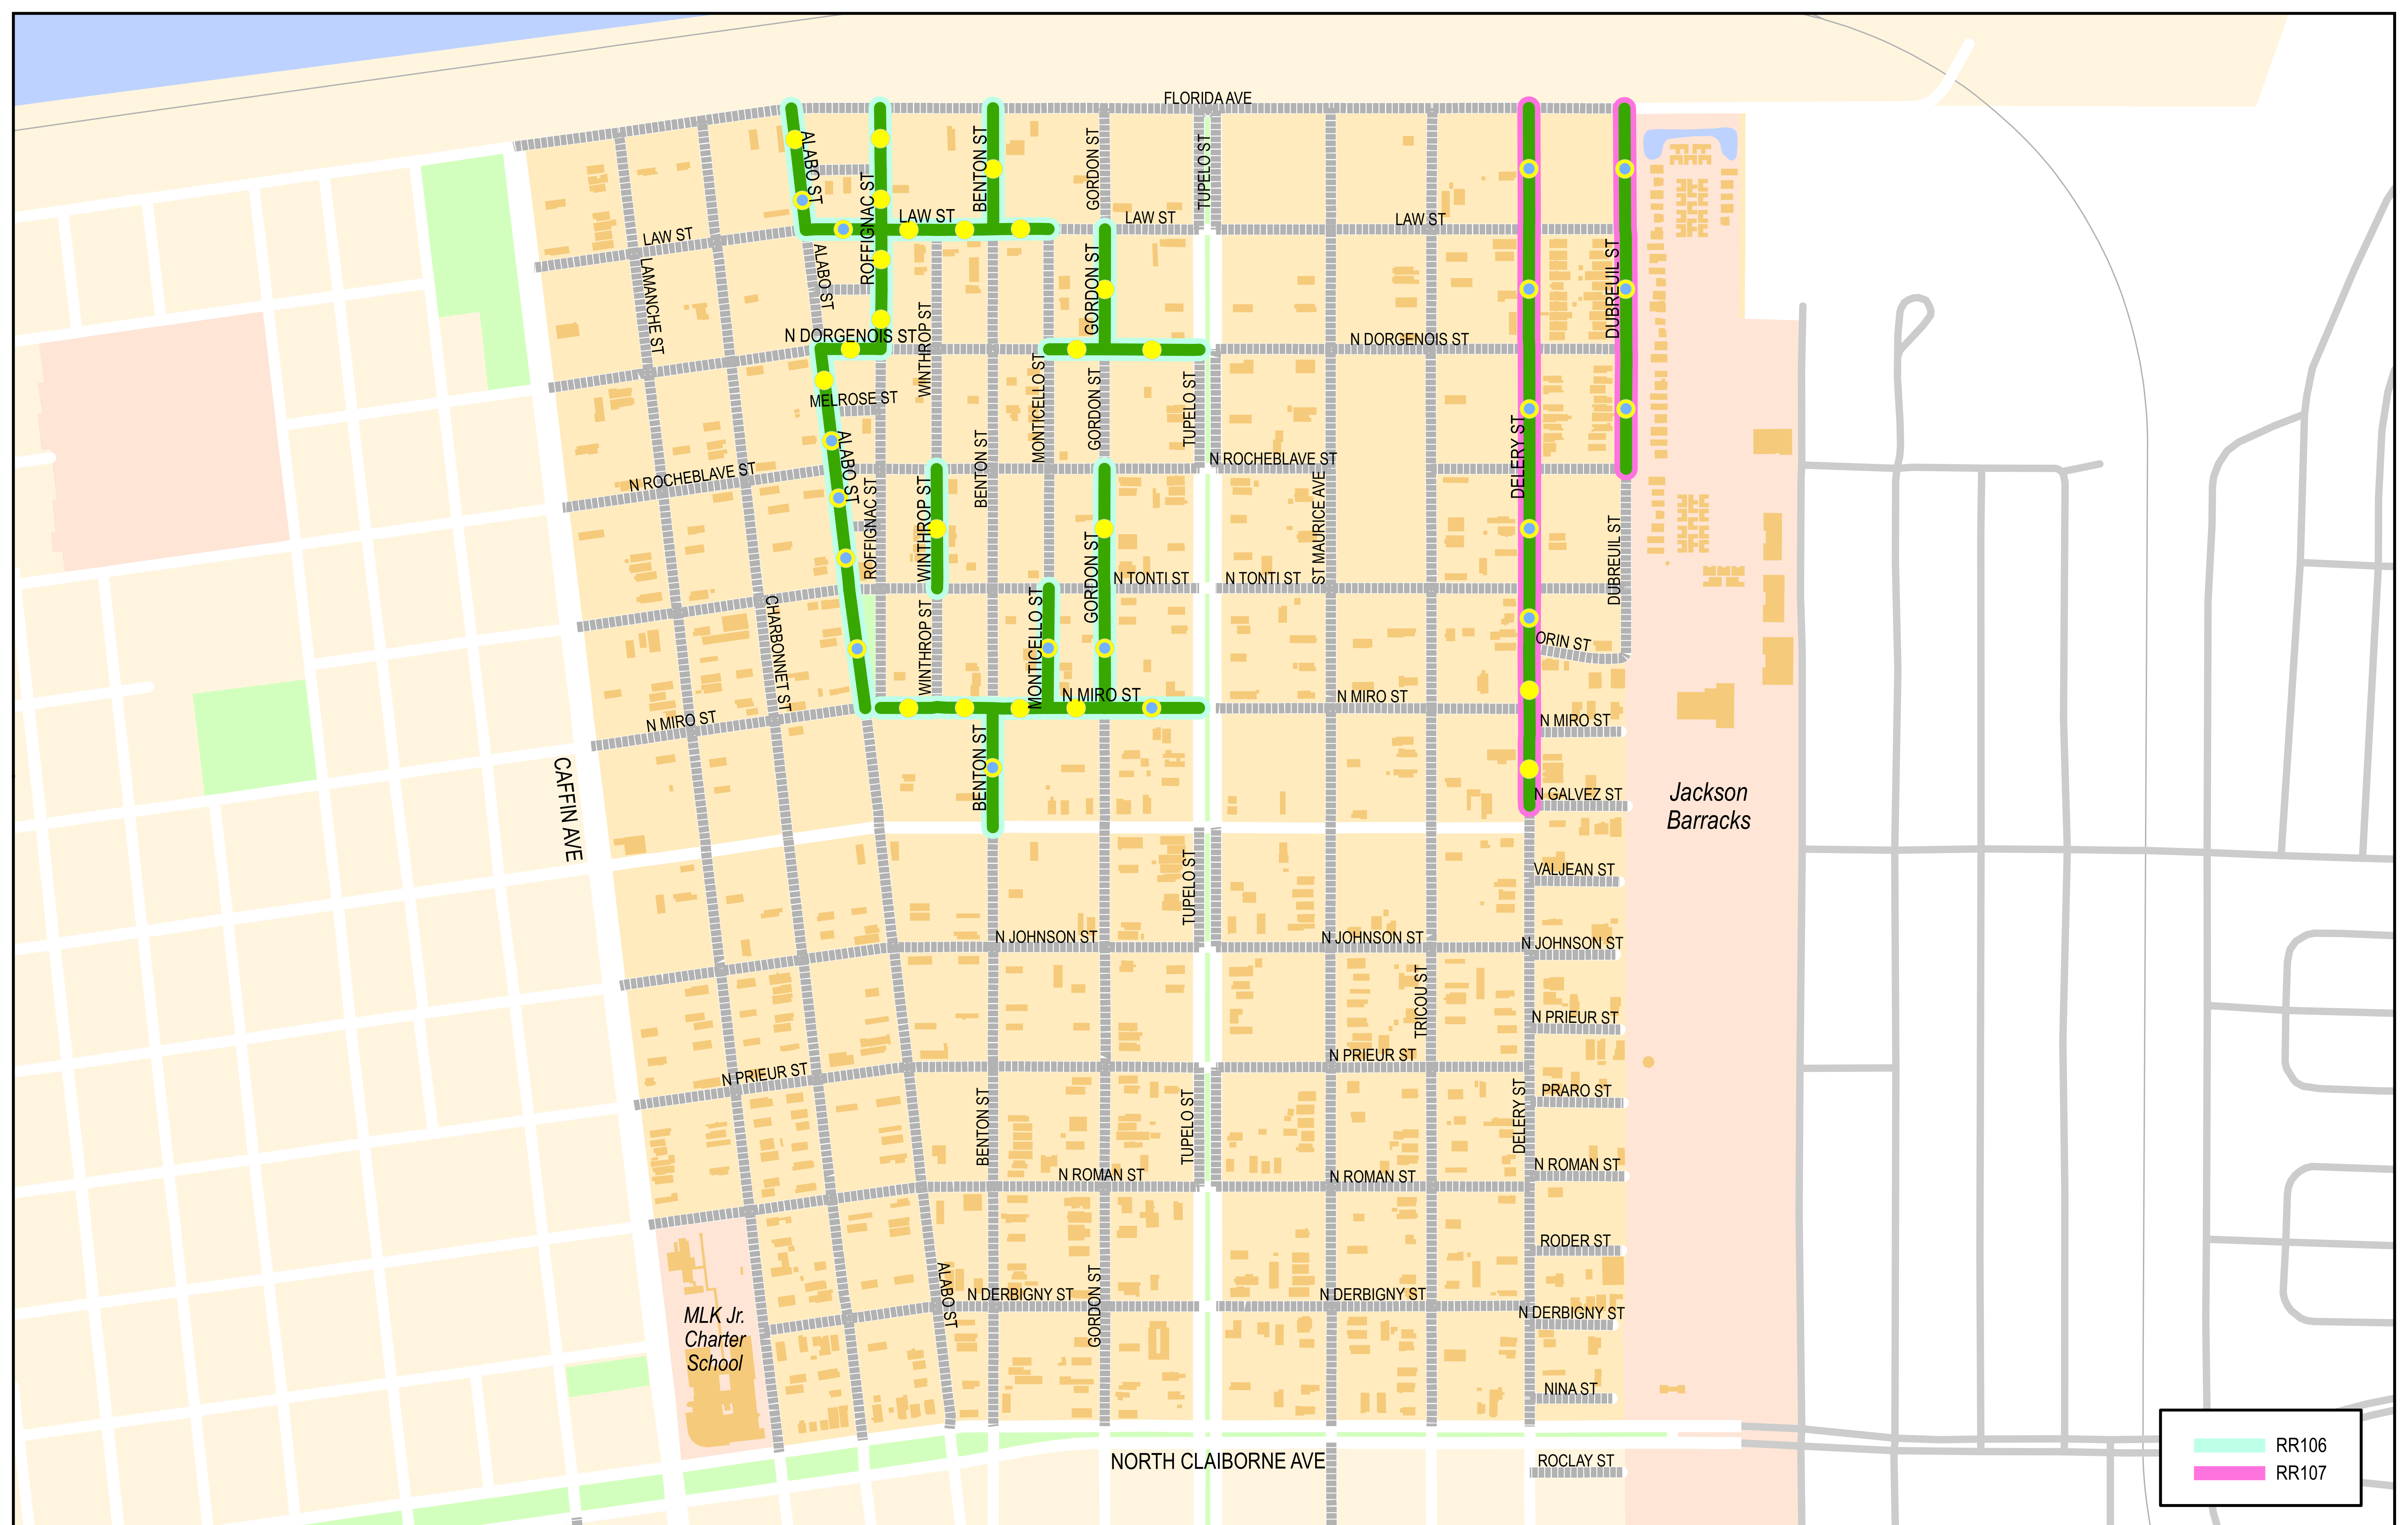 FLORIDA AVE
ALABO ST
BENTON ST
GORDON ST
TUPELO ST
ROFFIGNAC ST
LAW ST
LAW ST
LAW ST
LAW ST
LAMANCHE ST
ALABO ST
GORDON ST
DUBREUIL ST
N DORGENOIS ST
WINTHROP ST
N DORGENOIS ST
MONTICELLO ST
GORDON ST
TUPELO ST
MELROSE ST
ALABO ST
BENTON ST
DELERY ST
N ROCHEBLAVE ST
N ROCHEBLAVE ST
ROFFIGNAC ST
WINTHROP ST
ST MAURICE AVE
GORDON ST
DUBREUIL ST
N TONTI ST
N TONTI ST
CHARBONNET ST
WINTHROP ST
MONTICELLO ST
ORIN ST
N MIRO ST
N MIRO ST
N MIRO ST
N MIRO ST
BENTON ST
CAFFIN AVE
N GALVEZ ST
Jackson
Barracks
TUPELO ST
VALJEAN ST
N JOHNSON ST
N JOHNSON ST
N JOHNSON ST
TRICOU ST
N PRIEUR ST
N PRIEUR ST
N PRIEUR ST
BENTON ST
TUPELO ST
DELERY ST
PRARO ST
N ROMAN ST
N ROMAN ST
N ROMAN ST
RODER ST
ALABO ST
N DERBIGNY ST
GORDON ST
N DERBIGNY ST
N DERBIGNY ST
MLK Jr.
Charter
School
NINA ST
NORTH CLAIBORNE AVE
ROCLAY ST
RR106
RR107